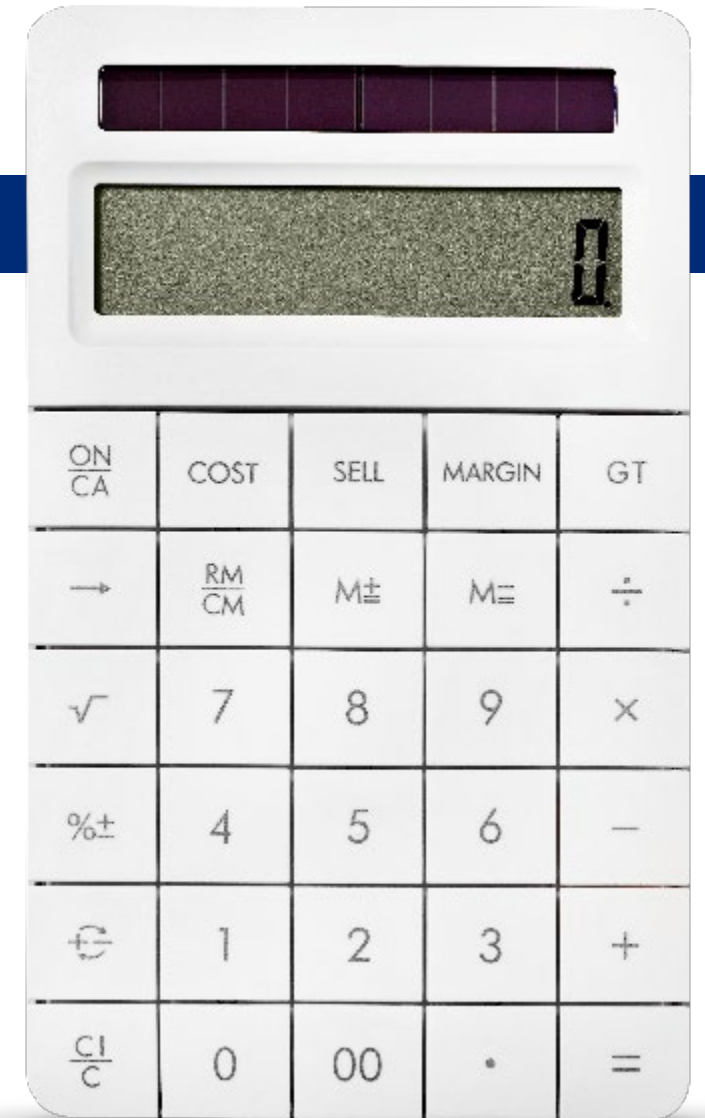 0.
ON
CA COST SELL MARGIN GT
→ RM
CM M± M= ÷
√ 7 8 9 ×
%± 4 5 6 −
1 2 3 +
CI
C 0 00 . =